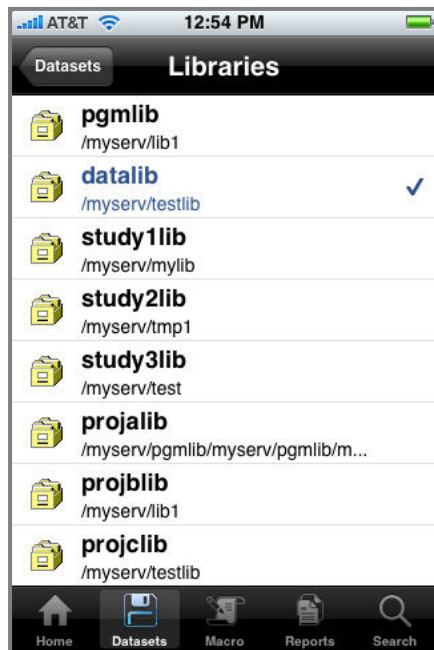 AT&T 12:54 PM
Datasets Libraries
pgmlib
/myserv/lib1
datalib
/myserv/testlib
study1lib
/myserv/mylib
study2lib
/myserv/tmp1
study3lib
/myserv/test
projalib
/myserv/pgmlib/myserv/pgmlib/m...
projblib
/myserv/lib1
projclib
/myserv/testlib
Home Datasets Macro Reports Search